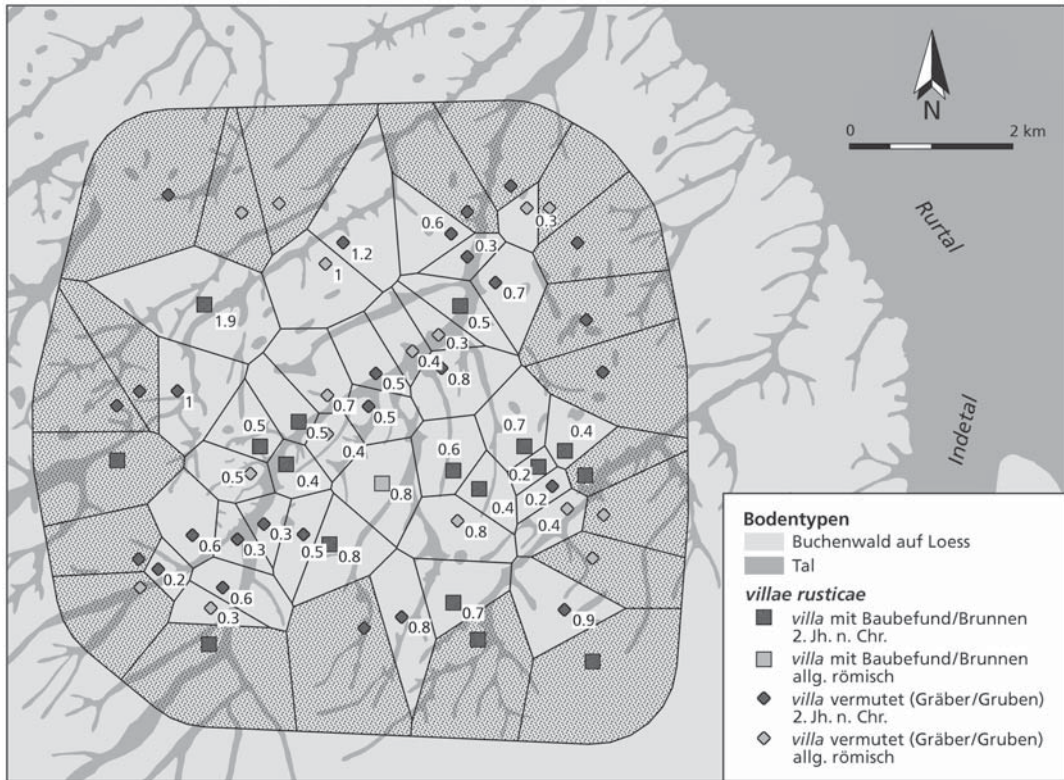 N
0 2 km
Rurtal
Indetal
0.6
0.3
1.2
0.3
1
0.7
1.9
0.5
0.3
0.4
0.5
0.8
1
0.7
0.5
0.5
0.5
0.4
0.7
0.4
0.6
0.5
0.4
0.8
0.2
0.4
0.2
0.3
0.8
0.4
0.6
0.3
0.5
0.8
0.2
0.6
0.3
0.8
0.7
0.9
Bodentypen
Buchenwald auf Loess
Tal
villae rusticae
villa mit Baubefund/Brunnen
2. Jh. n. Chr.
villa mit Baubefund/Brunnen
allg. römisch
villa vermutet (Gräber/Gruben)
2. Jh. n. Chr.
villa vermutet (Gräber/Gruben)
allg. römisch